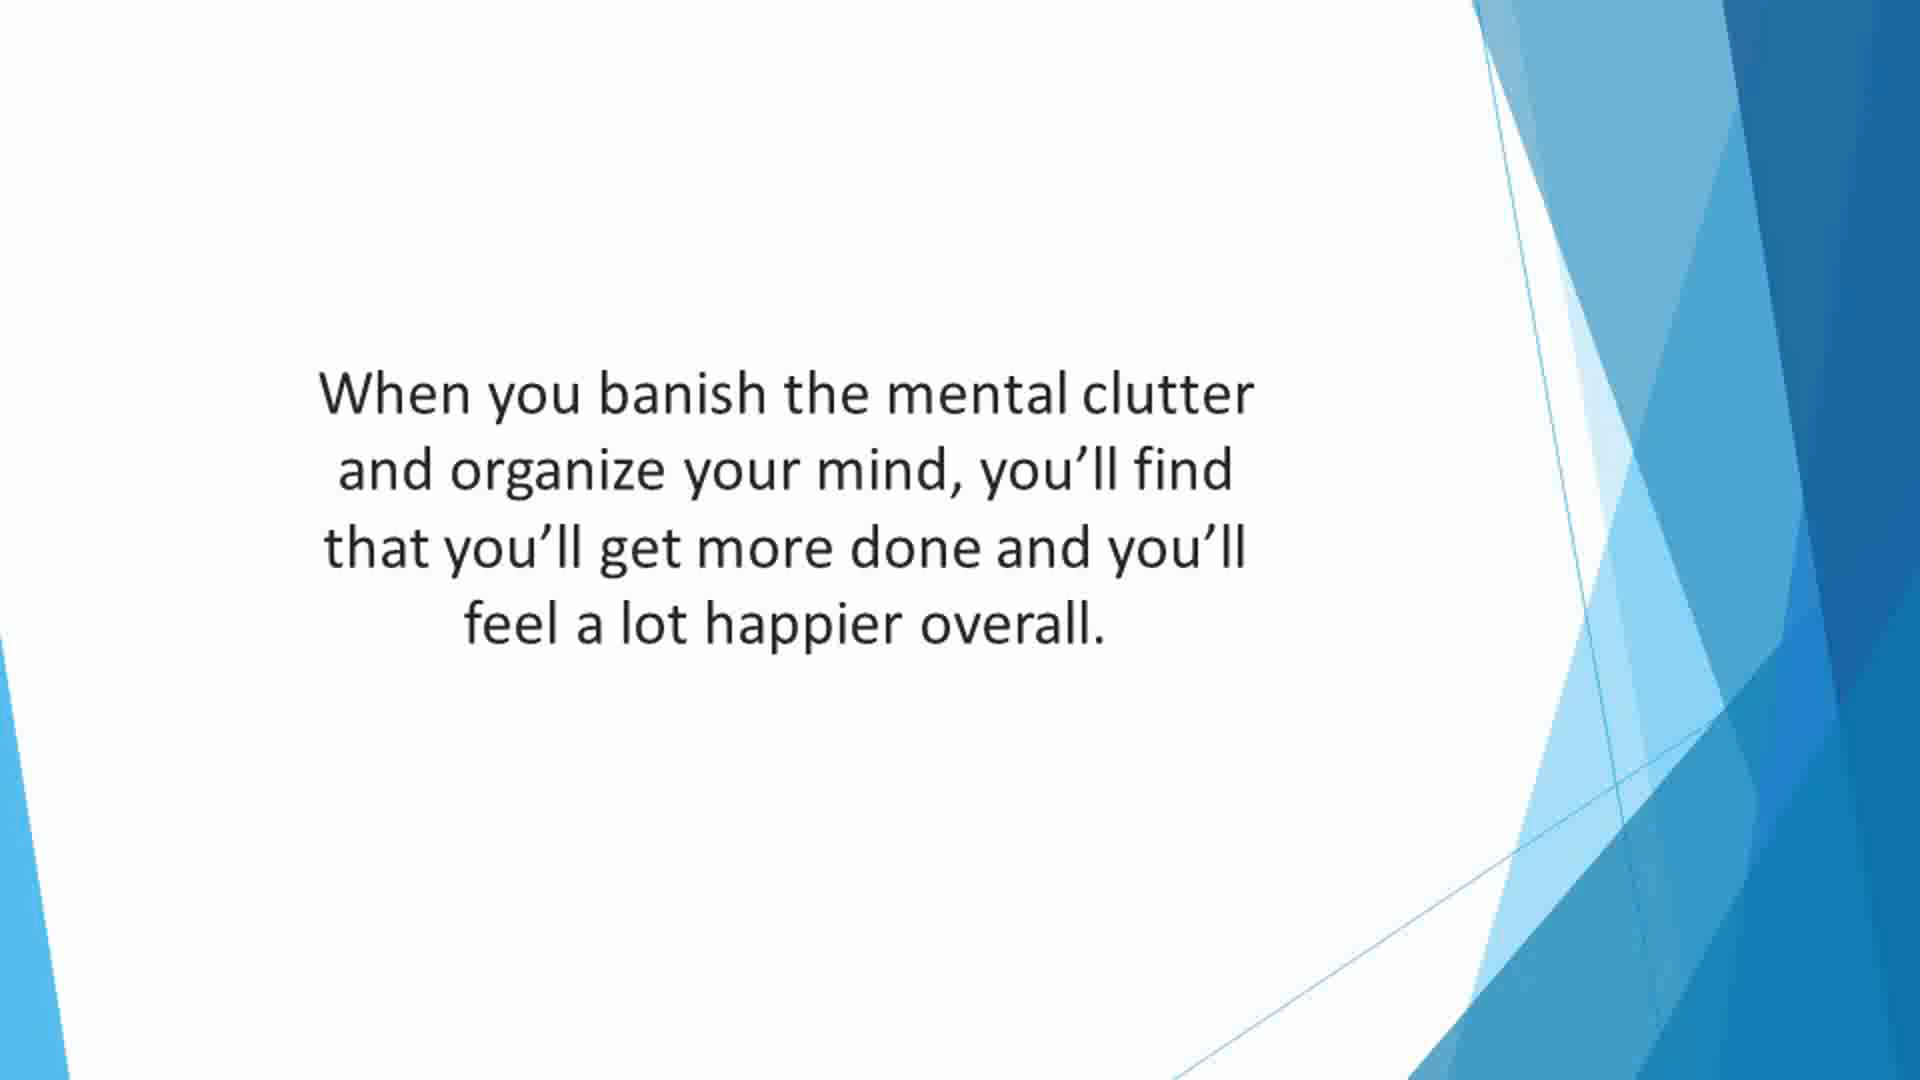 When you banish the mental clutter
and organize your mind, you’ll find
that you’ll get more done and you’ll
feel a lot happier overall.